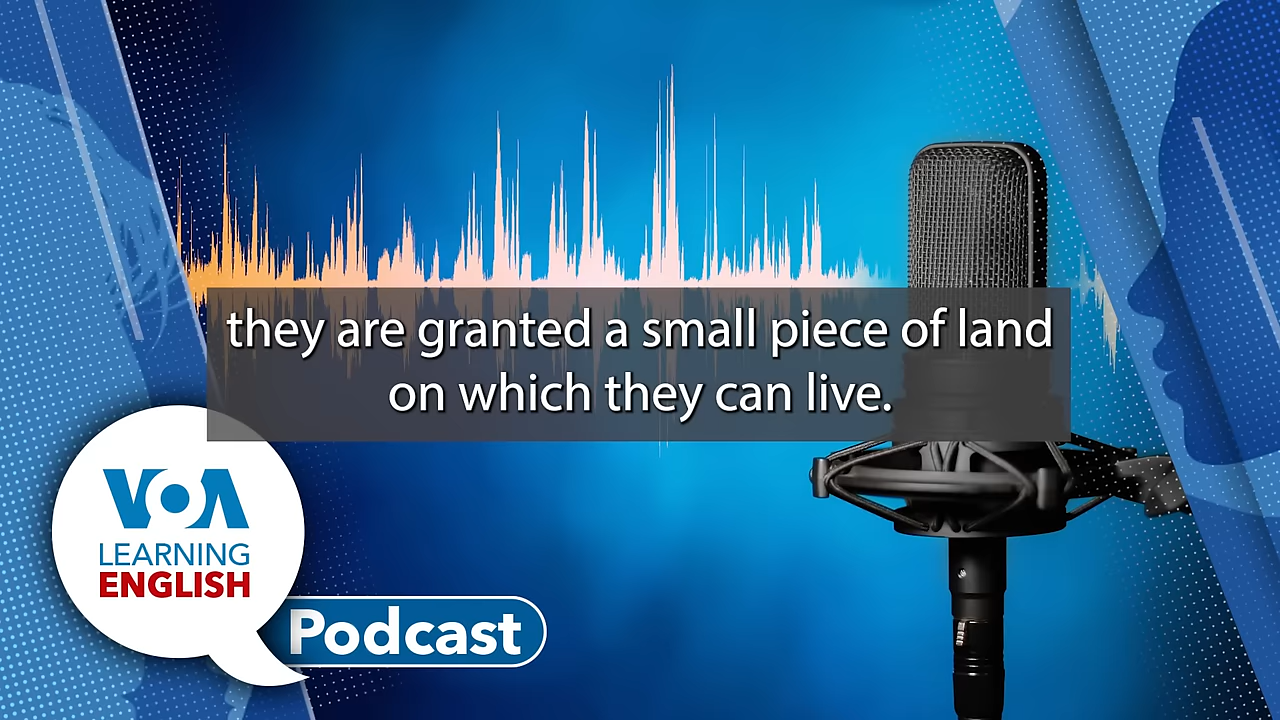 they are granted a small piece of land
on which they can live.
VOA
LEARNING
ENGLISH
Podcast